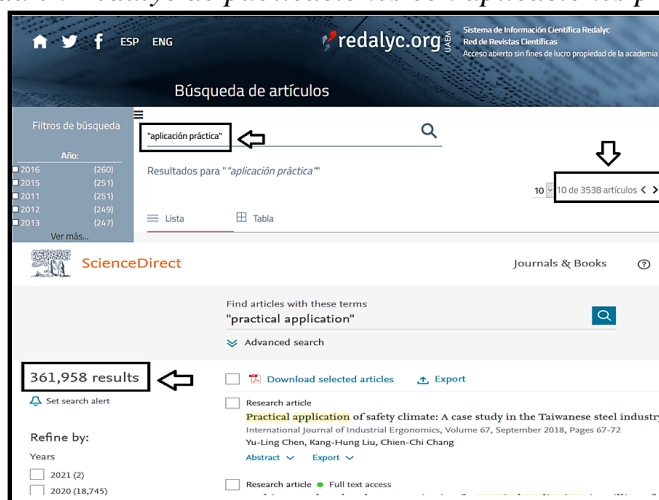 ESP ENG
redalyc.org
UAEM
Sistema de Información Científica Redalyc
Red de Revistas Científicas
Acceso abierto sin fines de lucro propiedad de la academia
Búsqueda de artículos
Filtros de búsqueda
Año:
2016 (260)
2015 (251)
2011 (251)
2012 (249)
2013 (247)
Ver más...
"aplicación práctica"
Resultados para ""aplicación práctica""
10 10 de 3538 artículos
Lista Tabla
ScienceDirect
Journals & Books
Find articles with these terms
"practical application"
Advanced search
361,958 results
Set search alert
Refine by:
Years
2021 (2)
2020 (18,745)
Download selected articles Export
Research article
Practical application of safety climate: A case study in the Taiwanese steel industry
International Journal of Industrial Ergonomics, Volume 67, September 2018, Pages 67-72
Yu-Ling Chen, Kang-Hung Liu, Chien-Chi Chang
Abstract Export
Research article Full text access